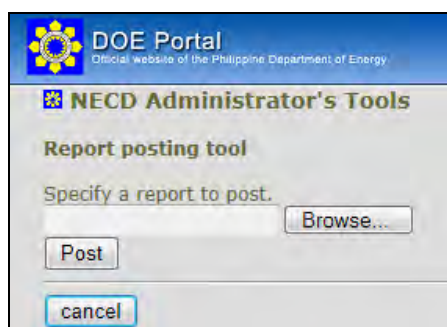 DOE Portal
Official website of the Philippine Department of Energy
NECD Administrator's Tools
Report posting tool
Specify a report to post.
Browse...
Post
cancel